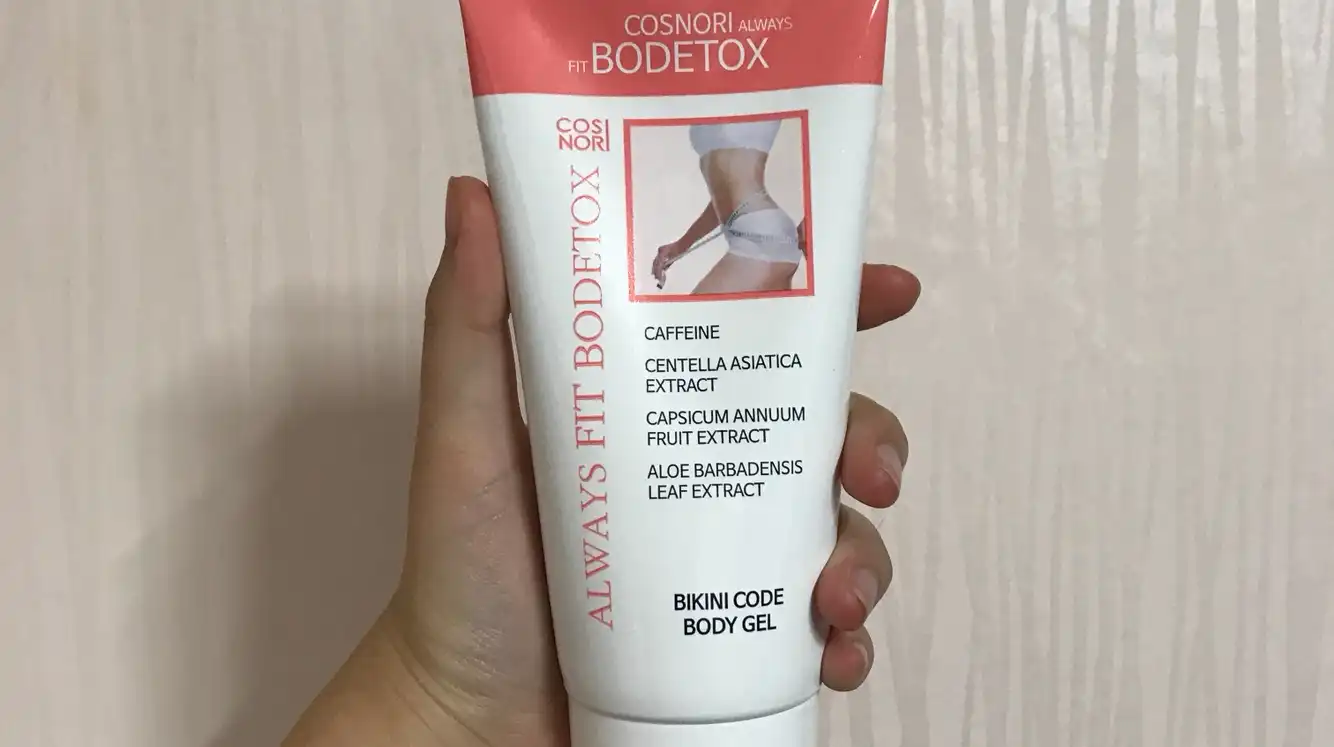 COSNORI ALWAYS
FIT BODETOX
COS
NORI
ALWAYS FIT BODETOX
CAFFEINE
CENTELLA ASIATICA
EXTRACT
CAPSICUM ANNUUM
FRUIT EXTRACT
ALOE BARBADENSIS
LEAF EXTRACT
BIKINI CODE
BODY GEL